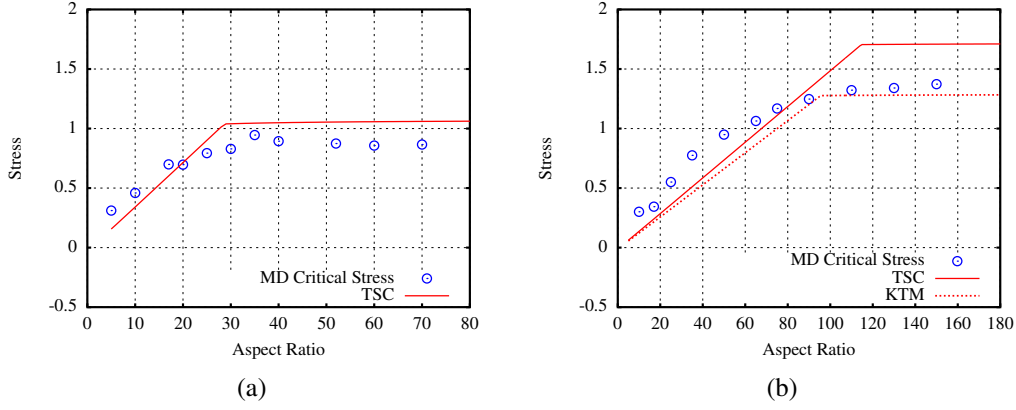 2
1.5
1
0.5
0
-0.5
Stress
0 10 20 30 40 50 60 70 80
Aspect Ratio
MD Critical Stress
TSC
(a)
2
1.5
1
0.5
0
-0.5
Stress
0 20 40 60 80 100 120 140 160 180
Aspect Ratio
MD Critical Stress
TSC
KTM
(b)